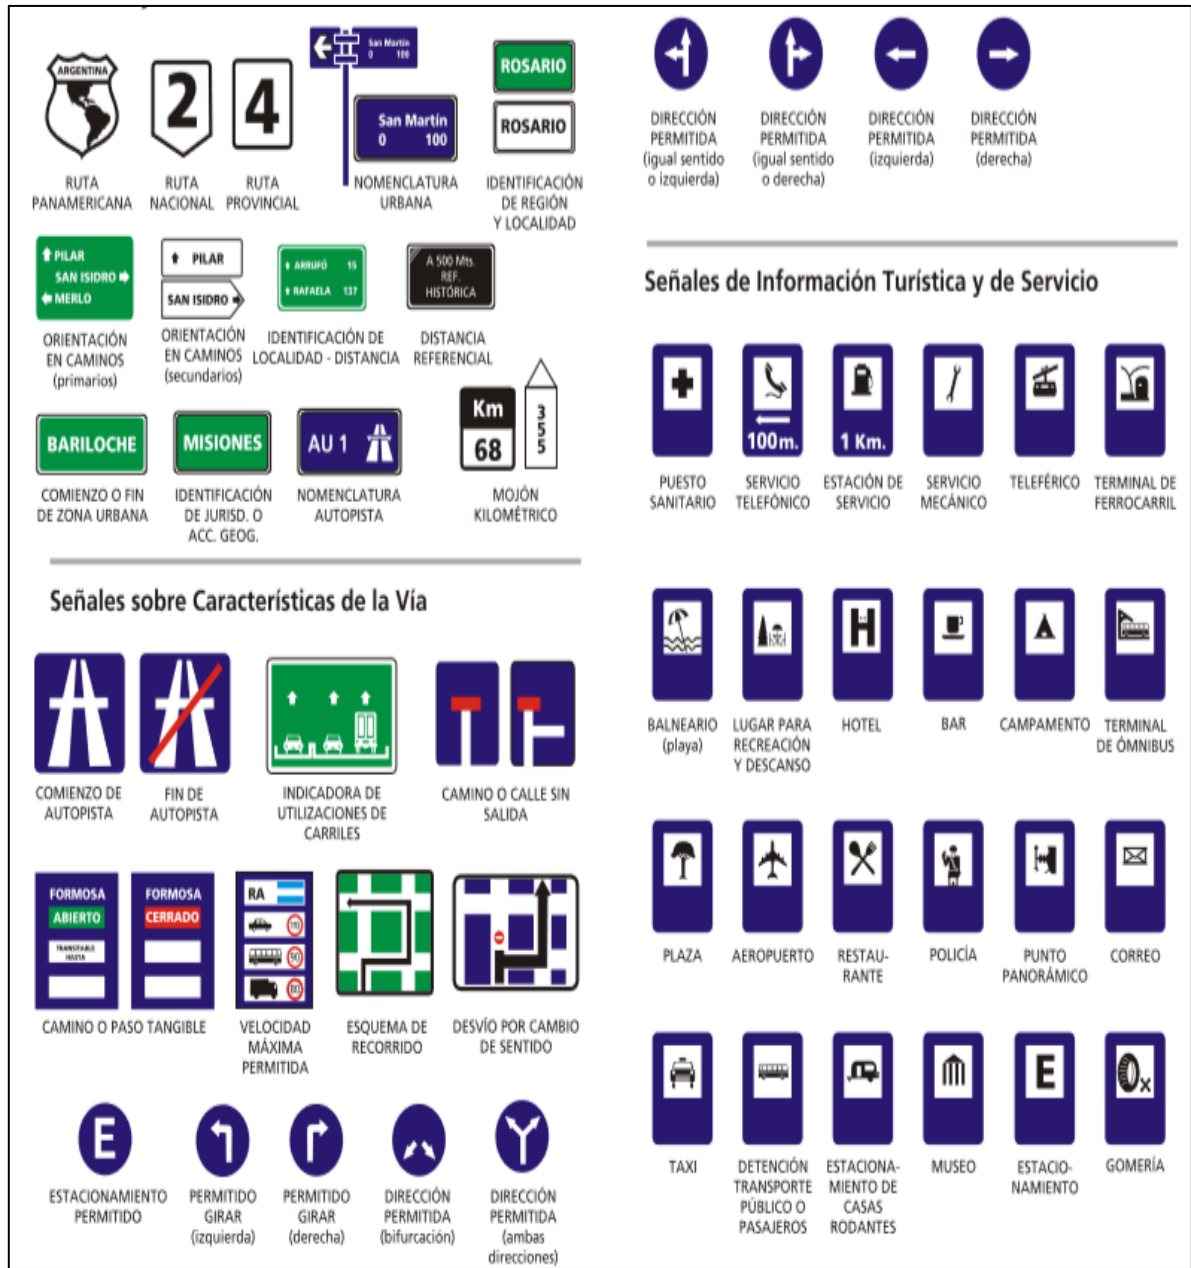 ARGENTINA
2
4
San Martín
0 100
San Martín
0 100
ROSARIO
ROSARIO
RUTA
PANAMERICANA
RUTA
NACIONAL
RUTA
PROVINCIAL
NOMENCLATURA
URBANA
IDENTIFICACIÓN
DE REGIÓN
Y LOCALIDAD
PILAR
SAN ISIDRO
MERLO
PILAR
SAN ISIDRO
ARRUFÓ 15
RAFAELA 137
A 500 Mts.
REF.
HISTÓRICA
ORIENTACIÓN
EN CAMINOS
(primarios)
ORIENTACIÓN
EN CAMINOS
(secundarios)
IDENTIFICACIÓN DE
LOCALIDAD - DISTANCIA
DISTANCIA
REFERENCIAL
BARILOCHE
MISIONES
AU 1
Km
68
355
COMIENZO O FIN
DE ZONA URBANA
IDENTIFICACIÓN
DE JURISD. O
ACC. GEOG.
NOMENCLATURA
AUTOPISTA
MOJÓN
KILOMÉTRICO
Señales sobre Características de la Vía
COMIENZO DE
AUTOPISTA
FIN DE
AUTOPISTA
INDICADORA DE
UTILIZACIONES DE
CARRILES
CAMINO O CALLE SIN
SALIDA
FORMOSA
ABIERTO
TRANSITABLE
HASTA
FORMOSA
CERRADO
RA
110
90
80
CAMINO O PASO TANGIBLE
VELOCIDAD
MÁXIMA
PERMITIDA
ESQUEMA DE
RECORRIDO
DESVÍO POR CAMBIO
DE SENTIDO
E
ESTACIONAMIENTO
PERMITIDO
PERMITIDO
GIRAR
(izquierda)
PERMITIDO
GIRAR
(derecha)
DIRECCIÓN
PERMITIDA
(bifurcación)
DIRECCIÓN
PERMITIDA
(ambas
direcciones)
DIRECCIÓN
PERMITIDA
(igual sentido
o izquierda)
DIRECCIÓN
PERMITIDA
(igual sentido
o derecha)
DIRECCIÓN
PERMITIDA
(izquierda)
DIRECCIÓN
PERMITIDA
(derecha)
Señales de Información Turística y de Servicio
100m.
1 Km.
PUESTO
SANITARIO
SERVICIO
TELEFÓNICO
ESTACIÓN DE
SERVICIO
SERVICIO
MECÁNICO
TELEFÉRICO
TERMINAL DE
FERROCARRIL
H
BALNEARIO
(playa)
LUGAR PARA
RECREACIÓN
Y DESCANSO
HOTEL
BAR
CAMPAMENTO
TERMINAL
DE ÓMNIBUS
PLAZA
AEROPUERTO
RESTAU-
RANTE
POLICÍA
PUNTO
PANORÁMICO
CORREO
E
TAXI
DETENCIÓN
TRANSPORTE
PÚBLICO O
PASAJEROS
ESTACIONA-
MIENTO DE
CASAS
RODANTES
MUSEO
ESTACIO-
NAMIENTO
GOMERÍA